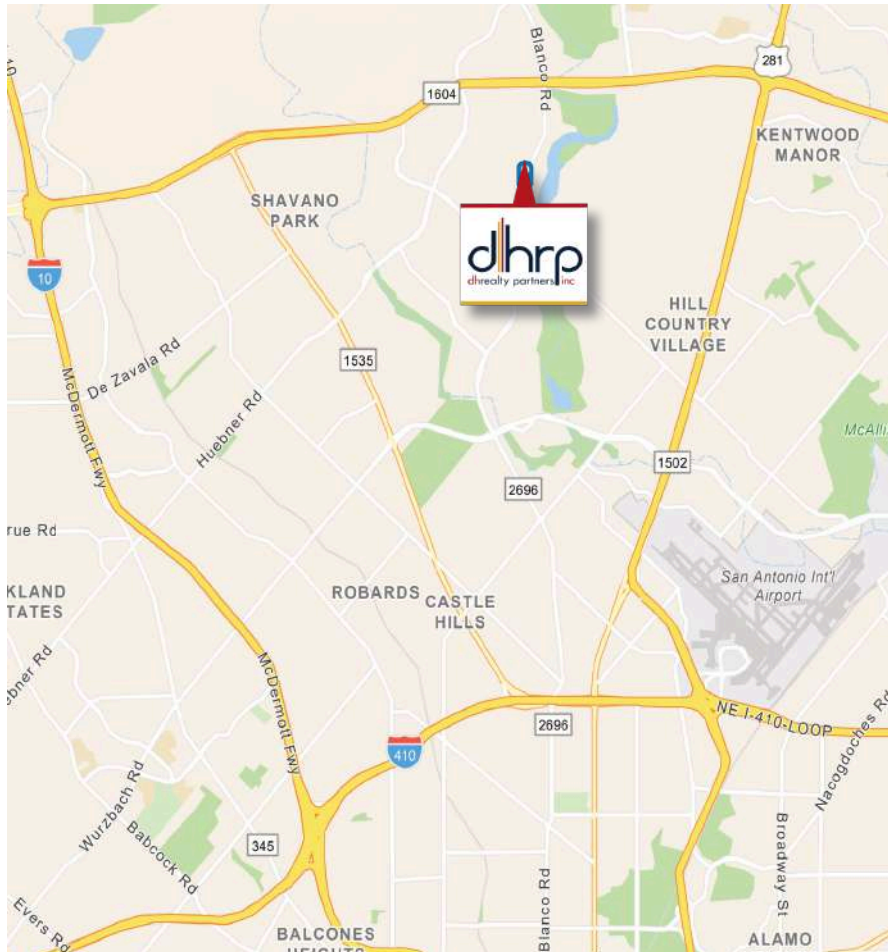 10
Blanco Rd
281
1604
KENTWOOD
MANOR
SHAVANO
PARK
dhrp
dhrealty partners inc
10
HILL
COUNTRY
VILLAGE
1535
De Zavala Rd
McDermott Fwy
Huebner Rd
McAlli
1502
2696
rue Rd
San Antonio Int'l
Airport
KLAND
TATES
ROBARDS
CASTLE
HILLS
ebner Rd
McDermott Fwy
NE I-410-LOOP
2696
410
Nacogdoches Rd
Wurzbach Rd
Babcock Rd
345
Broadway St
Blanco Rd
Evers Rd
BALCONES
HEIGHTS
ALAMO